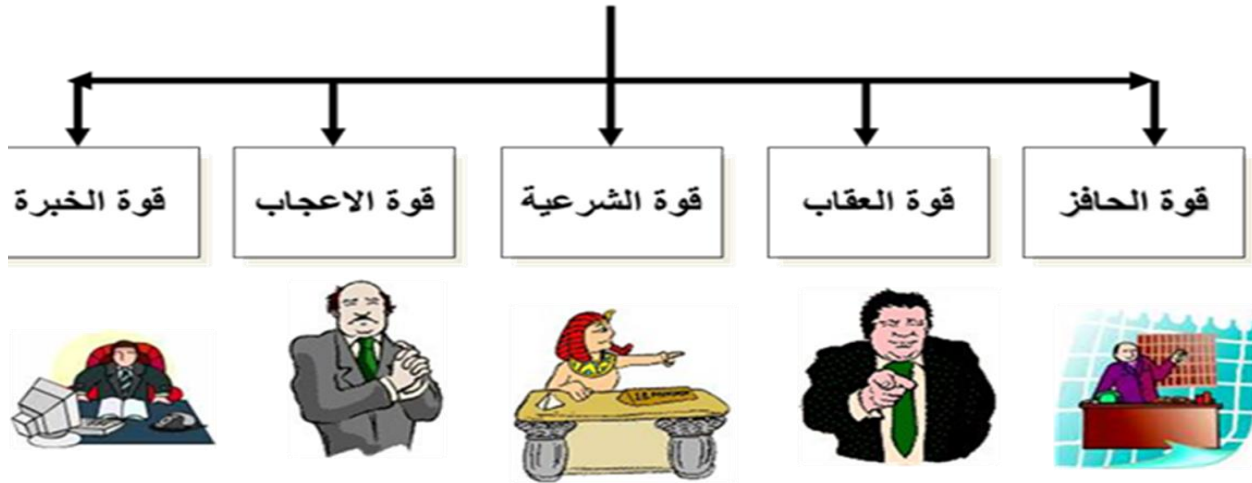 قوة الحافز
قوة العقاب
قوة الشرعية
قوة الاعجاب
قوة الخبرة